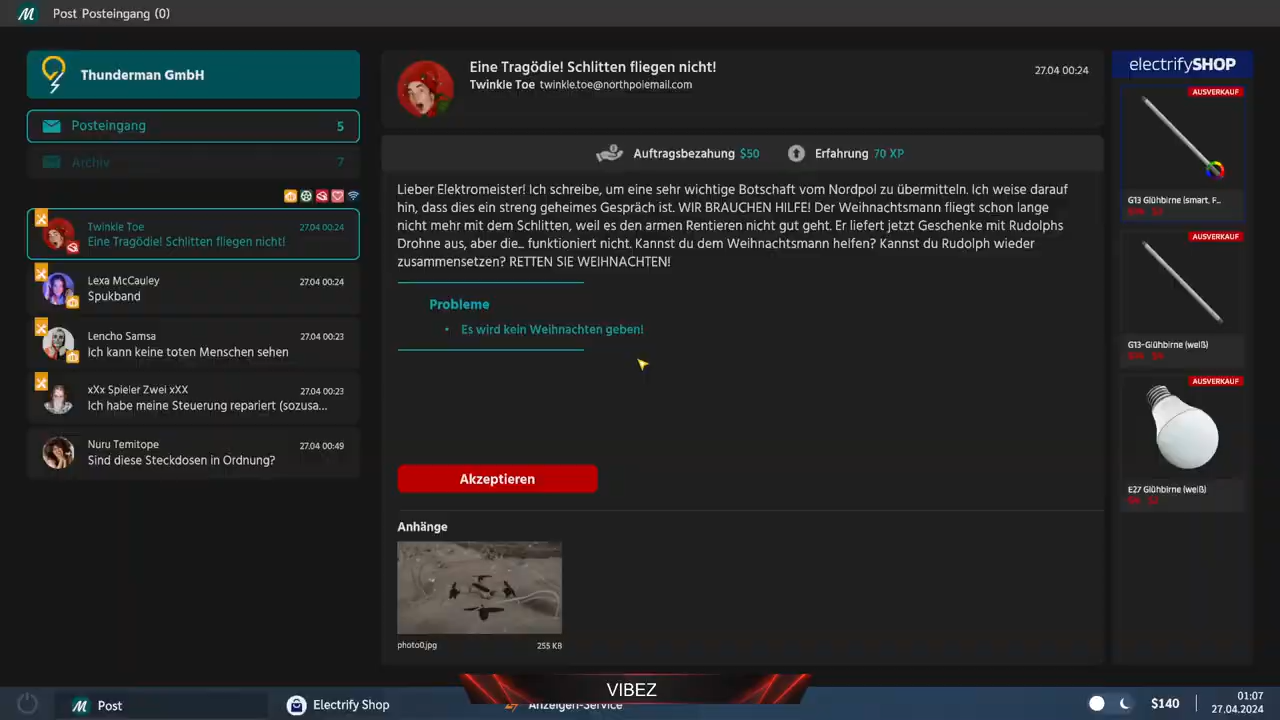 Post Posteingang (0)
Thunderman GmbH
Posteingang 5
Archiv 7
Twinkle Toe 27.04 00:24
Eine Tragödie! Schlitten fliegen nicht!
Lexa McCauley 27.04 00:24
Spukband
Lencho Samsa 27.04 00:23
Ich kann keine toten Menschen sehen
xXx Spieler Zwei xXX 27.04 00:23
Ich habe meine Steuerung repariert (sozusa...
Nuru Temitope 27.04 00:49
Sind diese Steckdosen in Ordnung?
Eine Tragödie! Schlitten fliegen nicht!
27.04 00:24
Twinkle Toe twinkle.toe@northpolemail.com
Auftragsbezahung $50 Erfahrung 70 XP
Lieber Elektromeister! Ich schreibe, um eine sehr wichtige Botschaft vom Nordpol zu übermitteln. Ich weise darauf
hin, dass dies ein streng geheimes Gespräch ist. WIR BRAUCHEN HILFE! Der Weihnachtsmann fliegt schon lange
nicht mehr mit dem Schlitten, weil es den armen Rentieren nicht gut geht. Er liefert jetzt Geschenke mit Rudolphs
Drohne aus, aber die... funktioniert nicht. Kannst du dem Weihnachtsmann helfen? Kannst du Rudolph wieder
zusammensetzen? RETTEN SIE WEIHNACHTEN!
Probleme
• Es wird kein Weihnachten geben!
Akzeptieren
Anhänge
photo0.jpg 255 KB
electrifySHOP
AUSVERKAUF
G13 Glühbirne (smart, F...
AUSVERKAUF
G13-Glühbirne (weiß)
AUSVERKAUF
E27 Glühbirne (weiß)
VIBEZ
Post
Electrify Shop
Anzeigen-Service
$140
01:07
27.04.2024